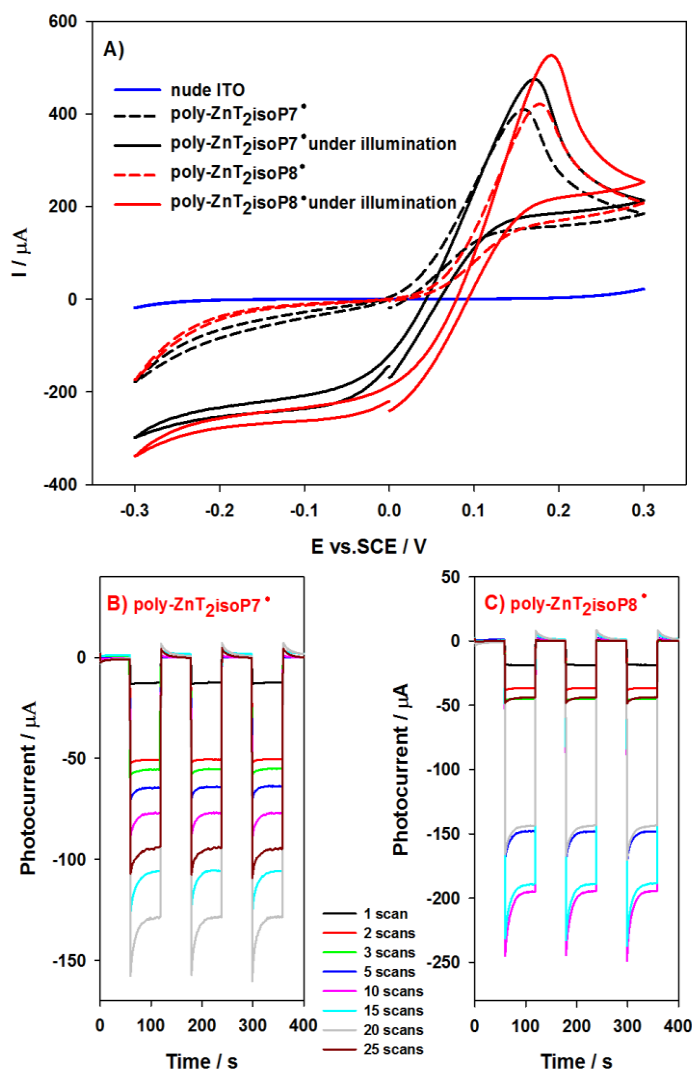 A)
nude ITO
poly-ZnT₂isoP7•
poly-ZnT₂isoP7• under illumination
poly-ZnT₂isoP8•
poly-ZnT₂isoP8• under illumination
600
400
200
0
-200
-400
I / μA
-0.3
-0.2
-0.1
0.0
0.1
0.2
0.3
E vs.SCE / V
B) poly-ZnT₂isoP7•
0
-50
-100
-150
Photocurrent / μA
0
100
200
300
400
Time / s
1 scan
2 scans
3 scans
5 scans
10 scans
15 scans
20 scans
25 scans
C) poly-ZnT₂isoP8•
50
0
-50
-100
-150
-200
-250
Photocurrent / μA
0
100
200
300
400
Time / s